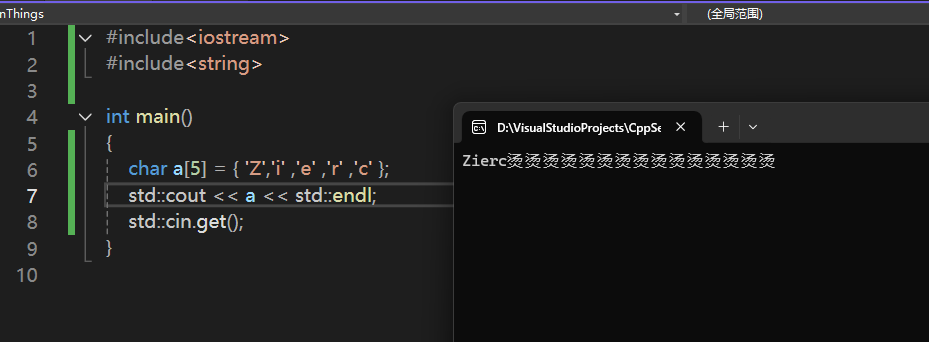 nThings
(全局范围)
1 #include<iostream>
2 #include<string>
3
4 int main()
5 {
6 char a[5] = { 'Z','i' ,'e' ,'r' ,'c' };
7 std::cout << a << std::endl;
8 std::cin.get();
9 }
10
D:\VisualStudioProjects\CppSe
Zierc烫烫烫烫烫烫烫烫烫烫烫烫烫烫烫